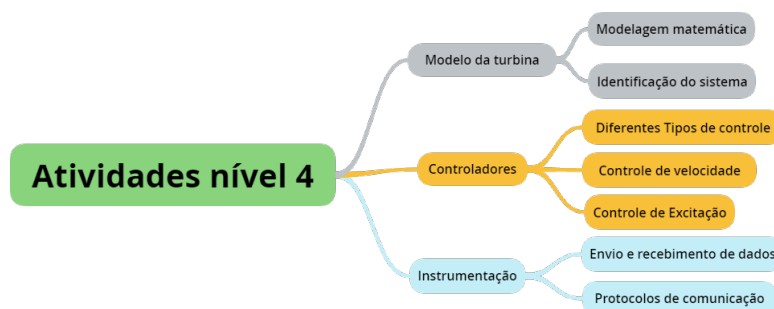 Atividades nível 4
Modelo da turbina
Modelagem matemática
Identificação do sistema
Controladores
Diferentes Tipos de controle
Controle de velocidade
Controle de Excitação
Instrumentação
Envio e recebimento de dados
Protocolos de comunicação